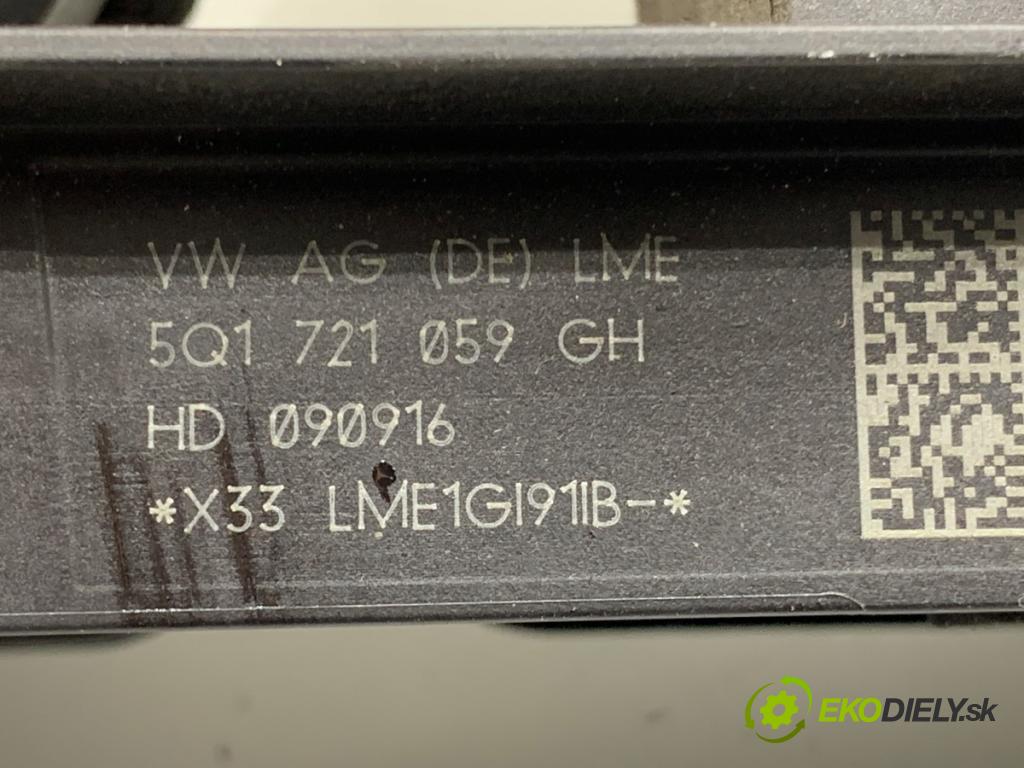 VW AG (DE) LME
5Q1 721 059 GH
HD 090916
*X33 LME1GI91IB-*
EKODIELY.sk